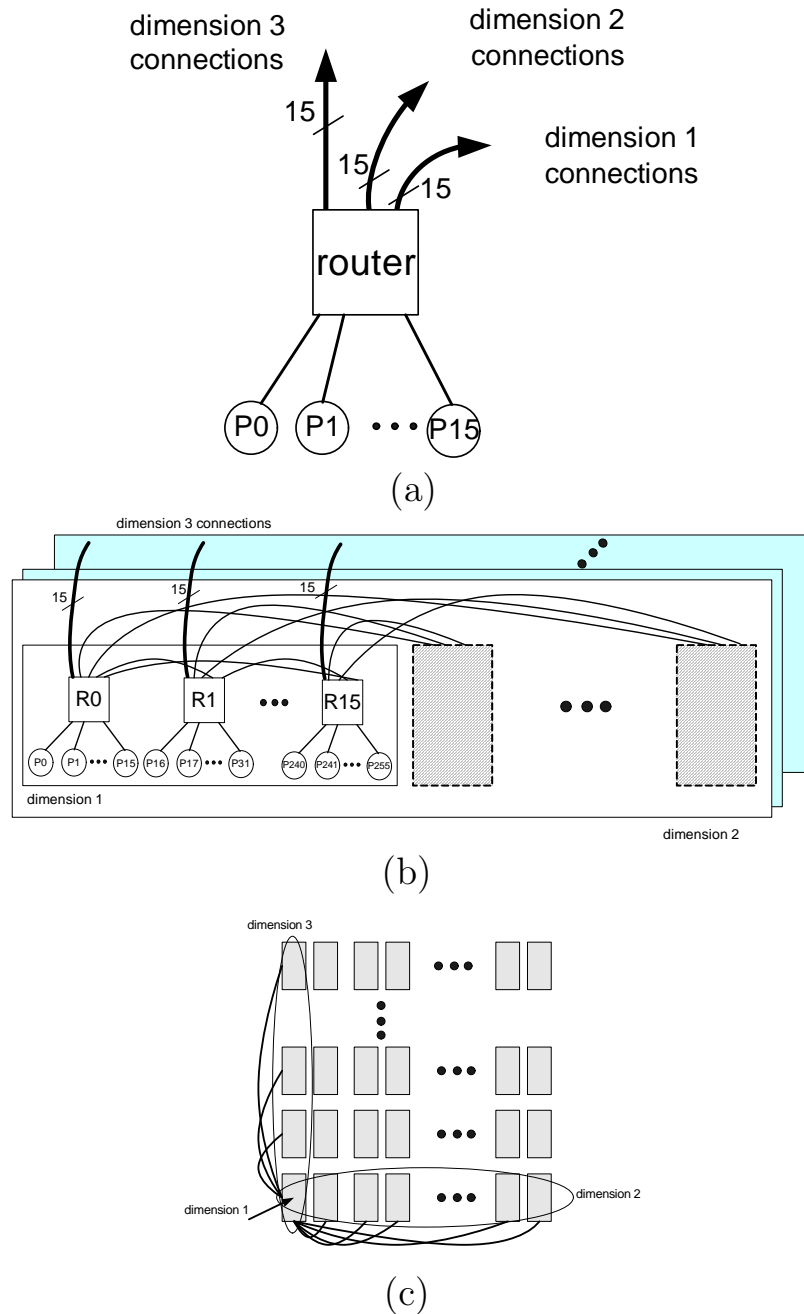 dimension 3
connections
dimension 2
connections
dimension 1
connections
15
15
15
router
P0 P1 P15
(a)
dimension 3 connections
15 15 15
R0 R1 R15
P0 P1 P15 P16 P17 P31 P240 P241 P255
dimension 1
dimension 2
(b)
dimension 3
dimension 2
dimension 1
(c)